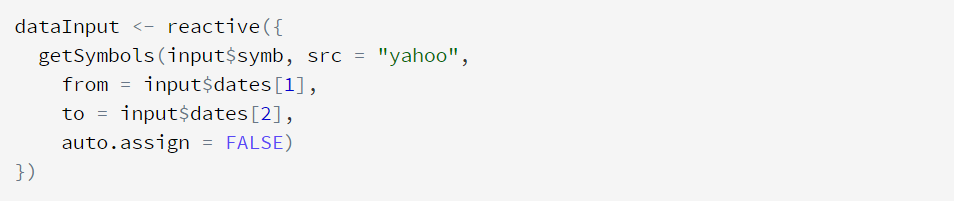 dataInput <- reactive({
  getSymbols(input$symb, src = "yahoo",
    from = input$dates[1],
    to = input$dates[2],
    auto.assign = FALSE)
})